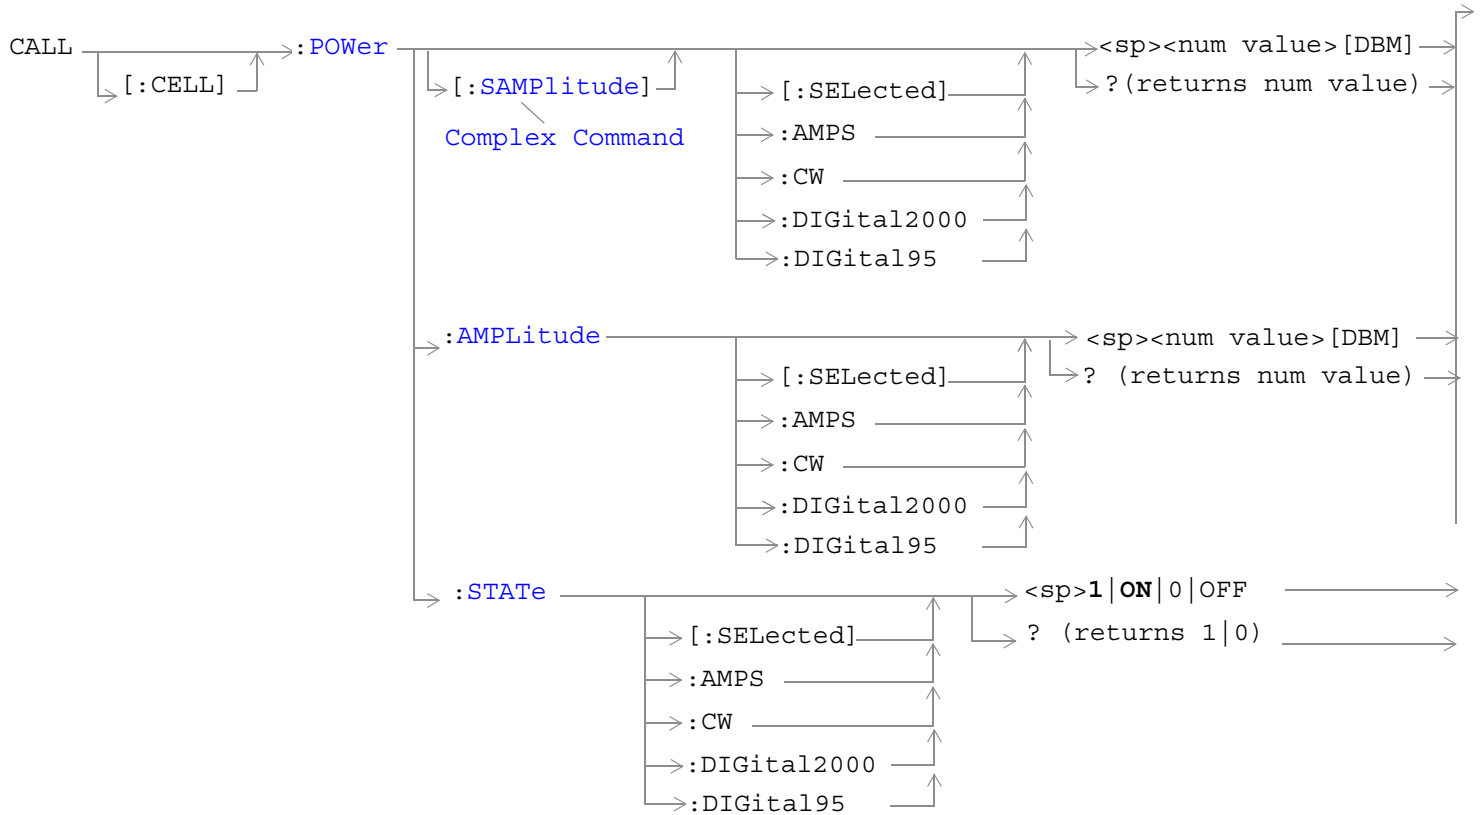 CALL
[:CELL]
:POWer
[:SAMPlitude]
Complex Command
[:SELected]
:AMPS
:CW
:DIGital2000
:DIGital95
<sp><num value>[DBM]
?(returns num value)
:AMPLitude
[:SELected]
:AMPS
:CW
:DIGital2000
:DIGital95
<sp><num value>[DBM]
? (returns num value)
:STATe
[:SELected]
:AMPS
:CW
:DIGital2000
:DIGital95
<sp>1|ON|0|OFF
? (returns 1|0)